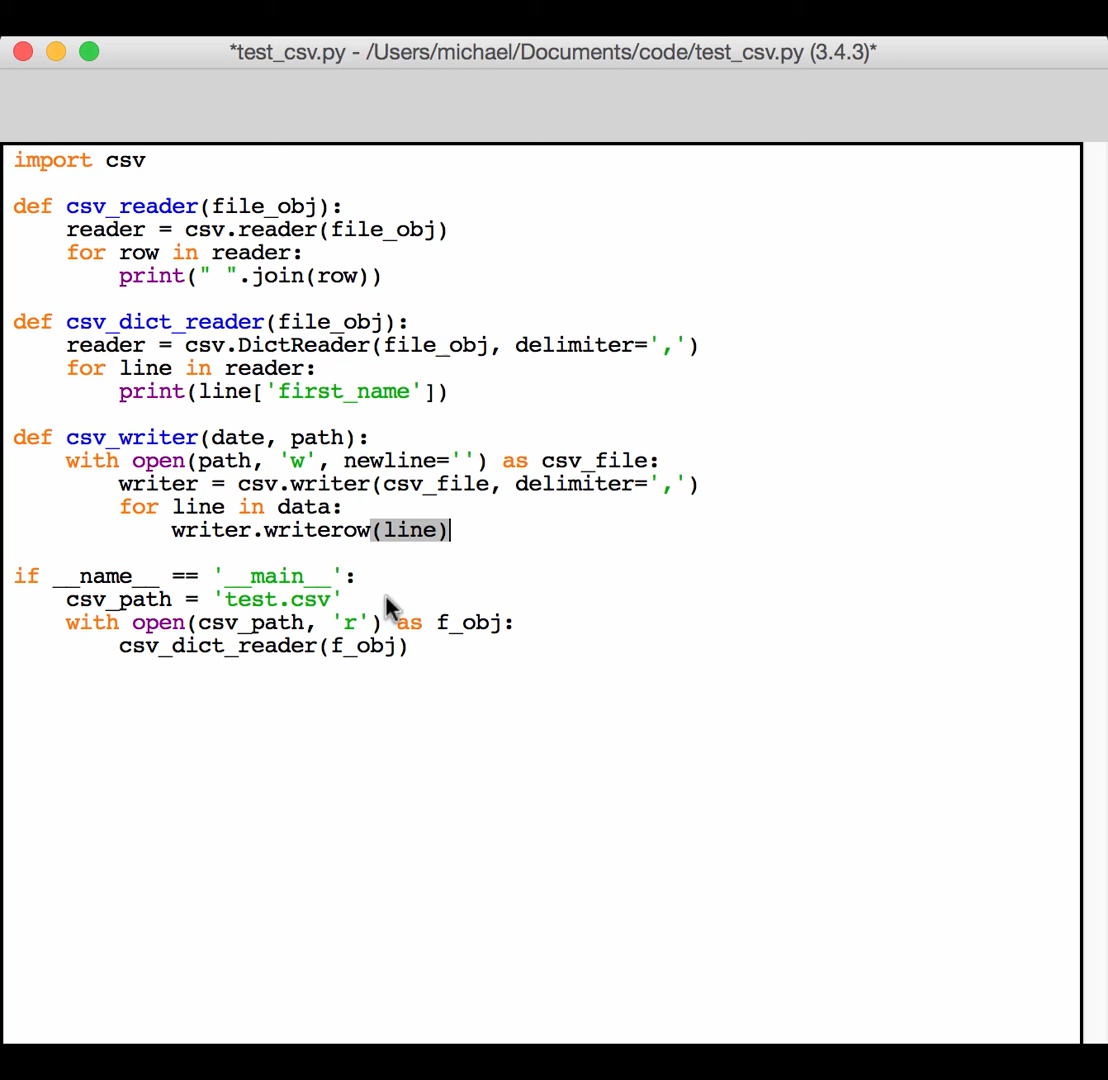 *test_csv.py - /Users/michael/Documents/code/test_csv.py (3.4.3)*
import csv
def csv_reader(file_obj):
    reader = csv.reader(file_obj)
    for row in reader:
        print(" ".join(row))
def csv_dict_reader(file_obj):
    reader = csv.DictReader(file_obj, delimiter=',')
    for line in reader:
        print(line['first_name'])
def csv_writer(date, path):
    with open(path, 'w', newline='') as csv_file:
        writer = csv.writer(csv_file, delimiter=',')
        for line in data:
            writer.writerow(line)
if __name__ == '__main__':
    csv_path = 'test.csv'
    with open(csv_path, 'r') as f_obj:
        csv_dict_reader(f_obj)